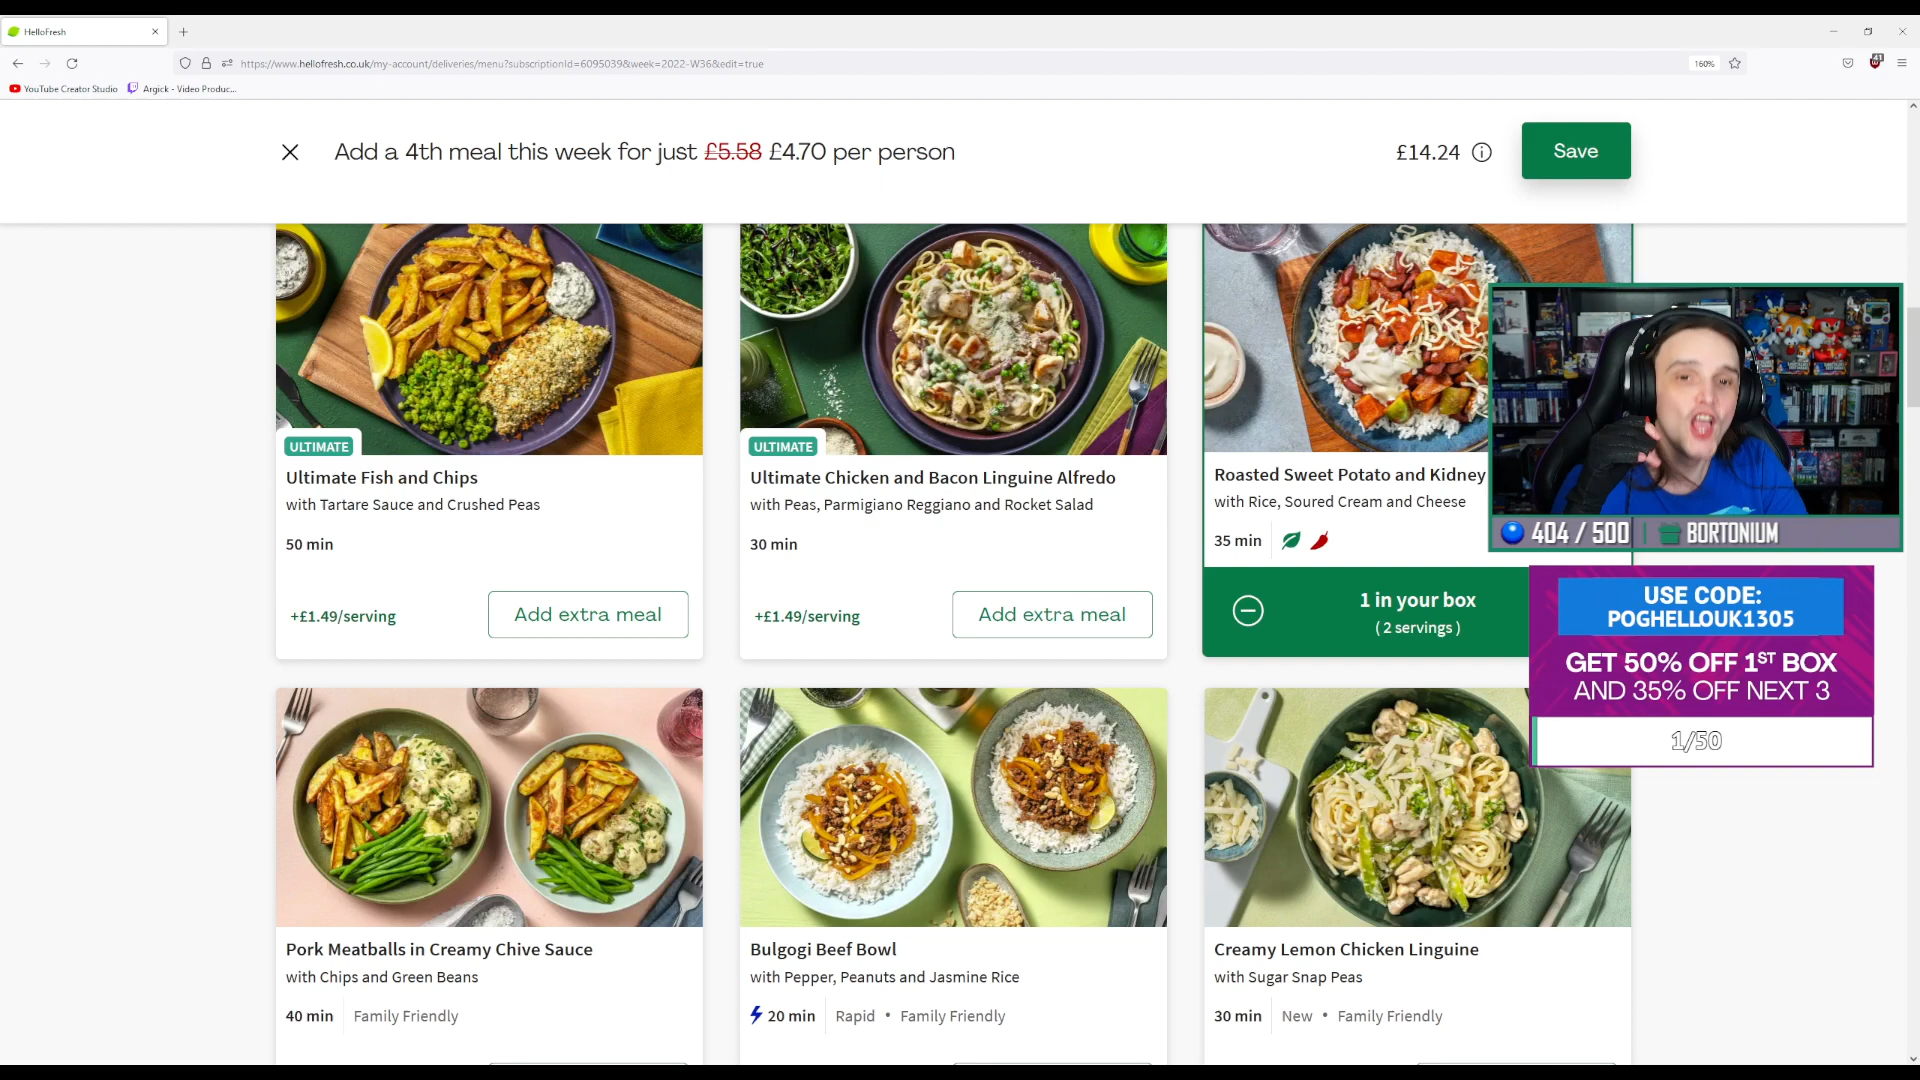 HelloFresh
https://www.hellofresh.co.uk/my-account/deliveries/menu?subscriptionId=6095039&week=2022-W36&edit=true
160%
YouTube Creator Studio
Argick - Video Produc...
Add a 4th meal this week for just £5.58 £4.70 per person
£14.24
Save
ULTIMATE
Ultimate Fish and Chips
with Tartare Sauce and Crushed Peas
50 min
+£1.49/serving
Add extra meal
ULTIMATE
Ultimate Chicken and Bacon Linguine Alfredo
with Peas, Parmigiano Reggiano and Rocket Salad
30 min
+£1.49/serving
Add extra meal
Roasted Sweet Potato and Kidney
with Rice, Soured Cream and Cheese
35 min
1 in your box
( 2 servings )
404 / 500 | BORTONIUM
USE CODE:
POGHELLOUK1305
GET 50% OFF 1ST BOX
AND 35% OFF NEXT 3
1/50
Pork Meatballs in Creamy Chive Sauce
with Chips and Green Beans
40 min
Family Friendly
Bulgogi Beef Bowl
with Pepper, Peanuts and Jasmine Rice
20 min
Rapid • Family Friendly
Creamy Lemon Chicken Linguine
with Sugar Snap Peas
30 min
New • Family Friendly